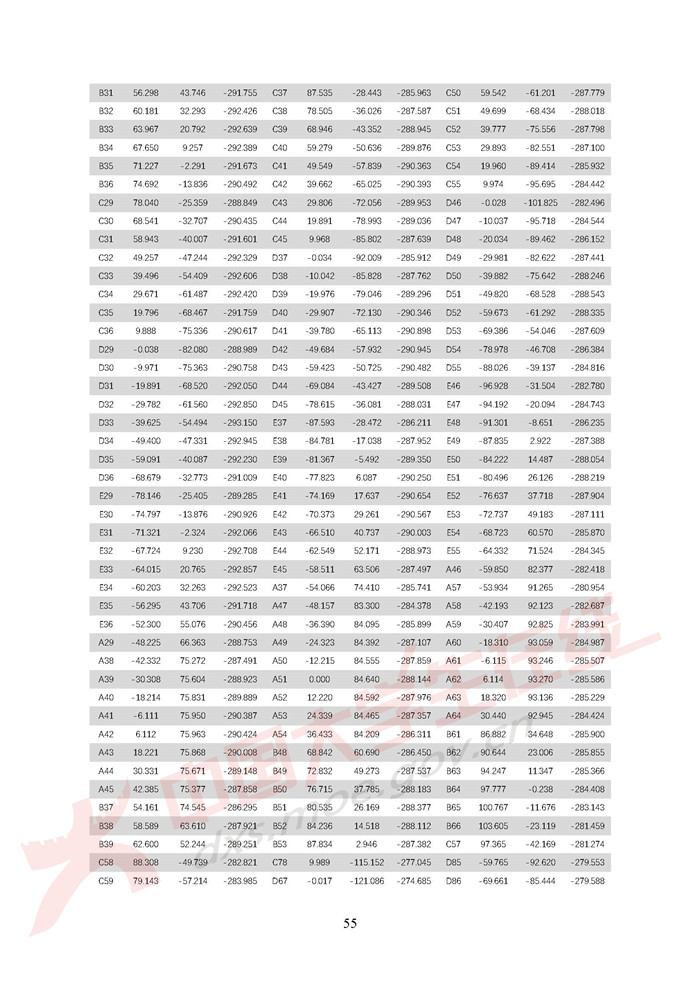 B31 56.298 43.746 -291.755 C37 87.535 -28.443 -285.963 C50 59.542 -61.201 -287.779
B32 60.181 32.293 -292.426 C38 78.505 -36.026 -287.587 C51 49.699 -68.434 -288.018
B33 63.967 20.792 -292.639 C39 68.946 -43.352 -288.945 C52 39.777 -75.556 -287.798
B34 67.650 9.257 -292.389 C40 59.279 -50.636 -289.876 C53 29.893 -82.551 -287.100
B35 71.227 -2.291 -291.673 C41 49.549 -57.839 -290.363 C54 19.960 -89.414 -285.932
B36 74.692 -13.836 -290.492 C42 39.662 -65.025 -290.393 C55 9.974 -95.695 -284.442
C29 78.040 -25.359 -288.849 C43 29.806 -72.056 -289.953 D46 -0.028 -101.825 -282.496
C30 68.541 -32.707 -290.435 C44 19.891 -78.993 -289.036 D47 -10.037 -95.718 -284.544
C31 58.943 -40.007 -291.601 C45 9.968 -85.802 -287.639 D48 -20.034 -89.462 -286.152
C32 49.257 -47.244 -292.329 D37 -0.034 -92.009 -285.912 D49 -29.981 -82.622 -287.441
C33 39.496 -54.409 -292.606 D38 -10.042 -85.828 -287.762 D50 -39.882 -75.642 -288.246
C34 29.671 -61.487 -292.420 D39 -19.976 -79.046 -289.296 D51 -49.820 -68.528 -288.543
C35 19.796 -68.467 -291.759 D40 -29.907 -72.130 -290.346 D52 -59.673 -61.292 -288.335
C36 9.888 -75.336 -290.617 D41 -39.780 -65.113 -290.898 D53 -69.386 -54.046 -287.609
D29 -0.038 -82.080 -288.989 D42 -49.684 -57.932 -290.945 D54 -78.978 -46.708 -286.384
D30 -9.971 -75.363 -290.758 D43 -59.423 -50.725 -290.482 D55 -88.026 -39.137 -284.816
D31 -19.891 -68.520 -292.050 D44 -69.084 -43.427 -289.508 E46 -96.928 -31.504 -282.780
D32 -29.782 -61.560 -292.850 D45 -78.615 -36.081 -288.031 E47 -94.192 -20.094 -284.743
D33 -39.625 -54.494 -293.150 E37 -87.593 -28.472 -286.211 E48 -91.301 -8.651 -286.235
D34 -49.400 -47.331 -292.945 E38 -84.781 -17.038 -287.952 E49 -87.835 2.922 -287.388
D35 -59.091 -40.087 -292.230 E39 -81.367 -5.492 -289.350 E50 -84.222 14.487 -288.054
D36 -68.679 -32.773 -291.009 E40 -77.823 6.087 -290.250 E51 -80.496 26.126 -288.219
E29 -78.146 -25.405 -289.285 E41 -74.169 17.637 -290.654 E52 -76.637 37.718 -287.904
E30 -74.797 -13.876 -290.926 E42 -70.373 29.261 -290.567 E53 -72.737 49.183 -287.111
E31 -71.321 -2.324 -292.066 E43 -66.510 40.737 -290.003 E54 -68.723 60.570 -285.870
E32 -67.724 9.230 -292.708 E44 -62.549 52.171 -288.973 E55 -64.332 71.524 -284.345
E33 -64.015 20.765 -292.857 E45 -58.511 63.506 -287.497 A46 -59.850 82.377 -282.418
E34 -60.203 32.263 -292.523 A37 -54.066 74.410 -285.741 A57 -53.934 91.265 -280.954
E35 -56.295 43.706 -291.718 A47 -48.157 83.300 -284.378 A58 -42.193 92.123 -282.687
E36 -52.300 55.076 -290.456 A48 -36.390 84.095 -285.899 A59 -30.407 92.825 -283.991
A29 -48.225 66.363 -288.753 A49 -24.323 84.392 -287.107 A60 -18.310 93.059 -284.987
A38 -42.332 75.272 -287.491 A50 -12.215 84.555 -287.859 A61 -6.115 93.246 -285.507
A39 -30.308 75.604 -288.923 A51 0.000 84.640 -288.144 A62 6.114 93.270 -285.586
A40 -18.214 75.831 -289.889 A52 12.220 84.592 -287.976 A63 18.320 93.136 -285.229
A41 -6.111 75.950 -290.387 A53 24.339 84.465 -287.357 A64 30.440 92.945 -284.424
A42 6.112 75.963 -290.424 A54 36.433 84.209 -286.311 B61 86.882 34.648 -285.900
A43 18.221 75.868 -290.008 B48 68.842 60.690 -286.450 B62 90.644 23.006 -285.855
A44 30.331 75.671 -289.148 B49 72.832 49.271 -287.537 B63 94.247 11.347 -285.366
A45 42.385 75.377 -287.858 B50 76.715 37.785 -288.183 B64 97.777 -0.238 -284.408
B37 54.161 74.545 -286.295 B51 80.535 26.169 -288.377 B65 100.767 -11.676 -283.143
B38 58.589 63.610 -287.921 B52 84.236 14.518 -288.112 B66 103.605 -23.119 -281.459
B39 62.600 52.244 -289.251 B53 87.834 2.946 -287.382 C57 97.365 -42.169 -281.274
C58 88.308 -49.739 -282.821 C78 9.989 -115.152 -277.045 D85 -59.765 -92.620 -279.553
C59 79.143 -57.214 -283.985 D67 -0.017 -121.086 -274.685 D86 -69.661 -85.444 -279.588
中国大学生在线
dxs.moe.gov.cn
55